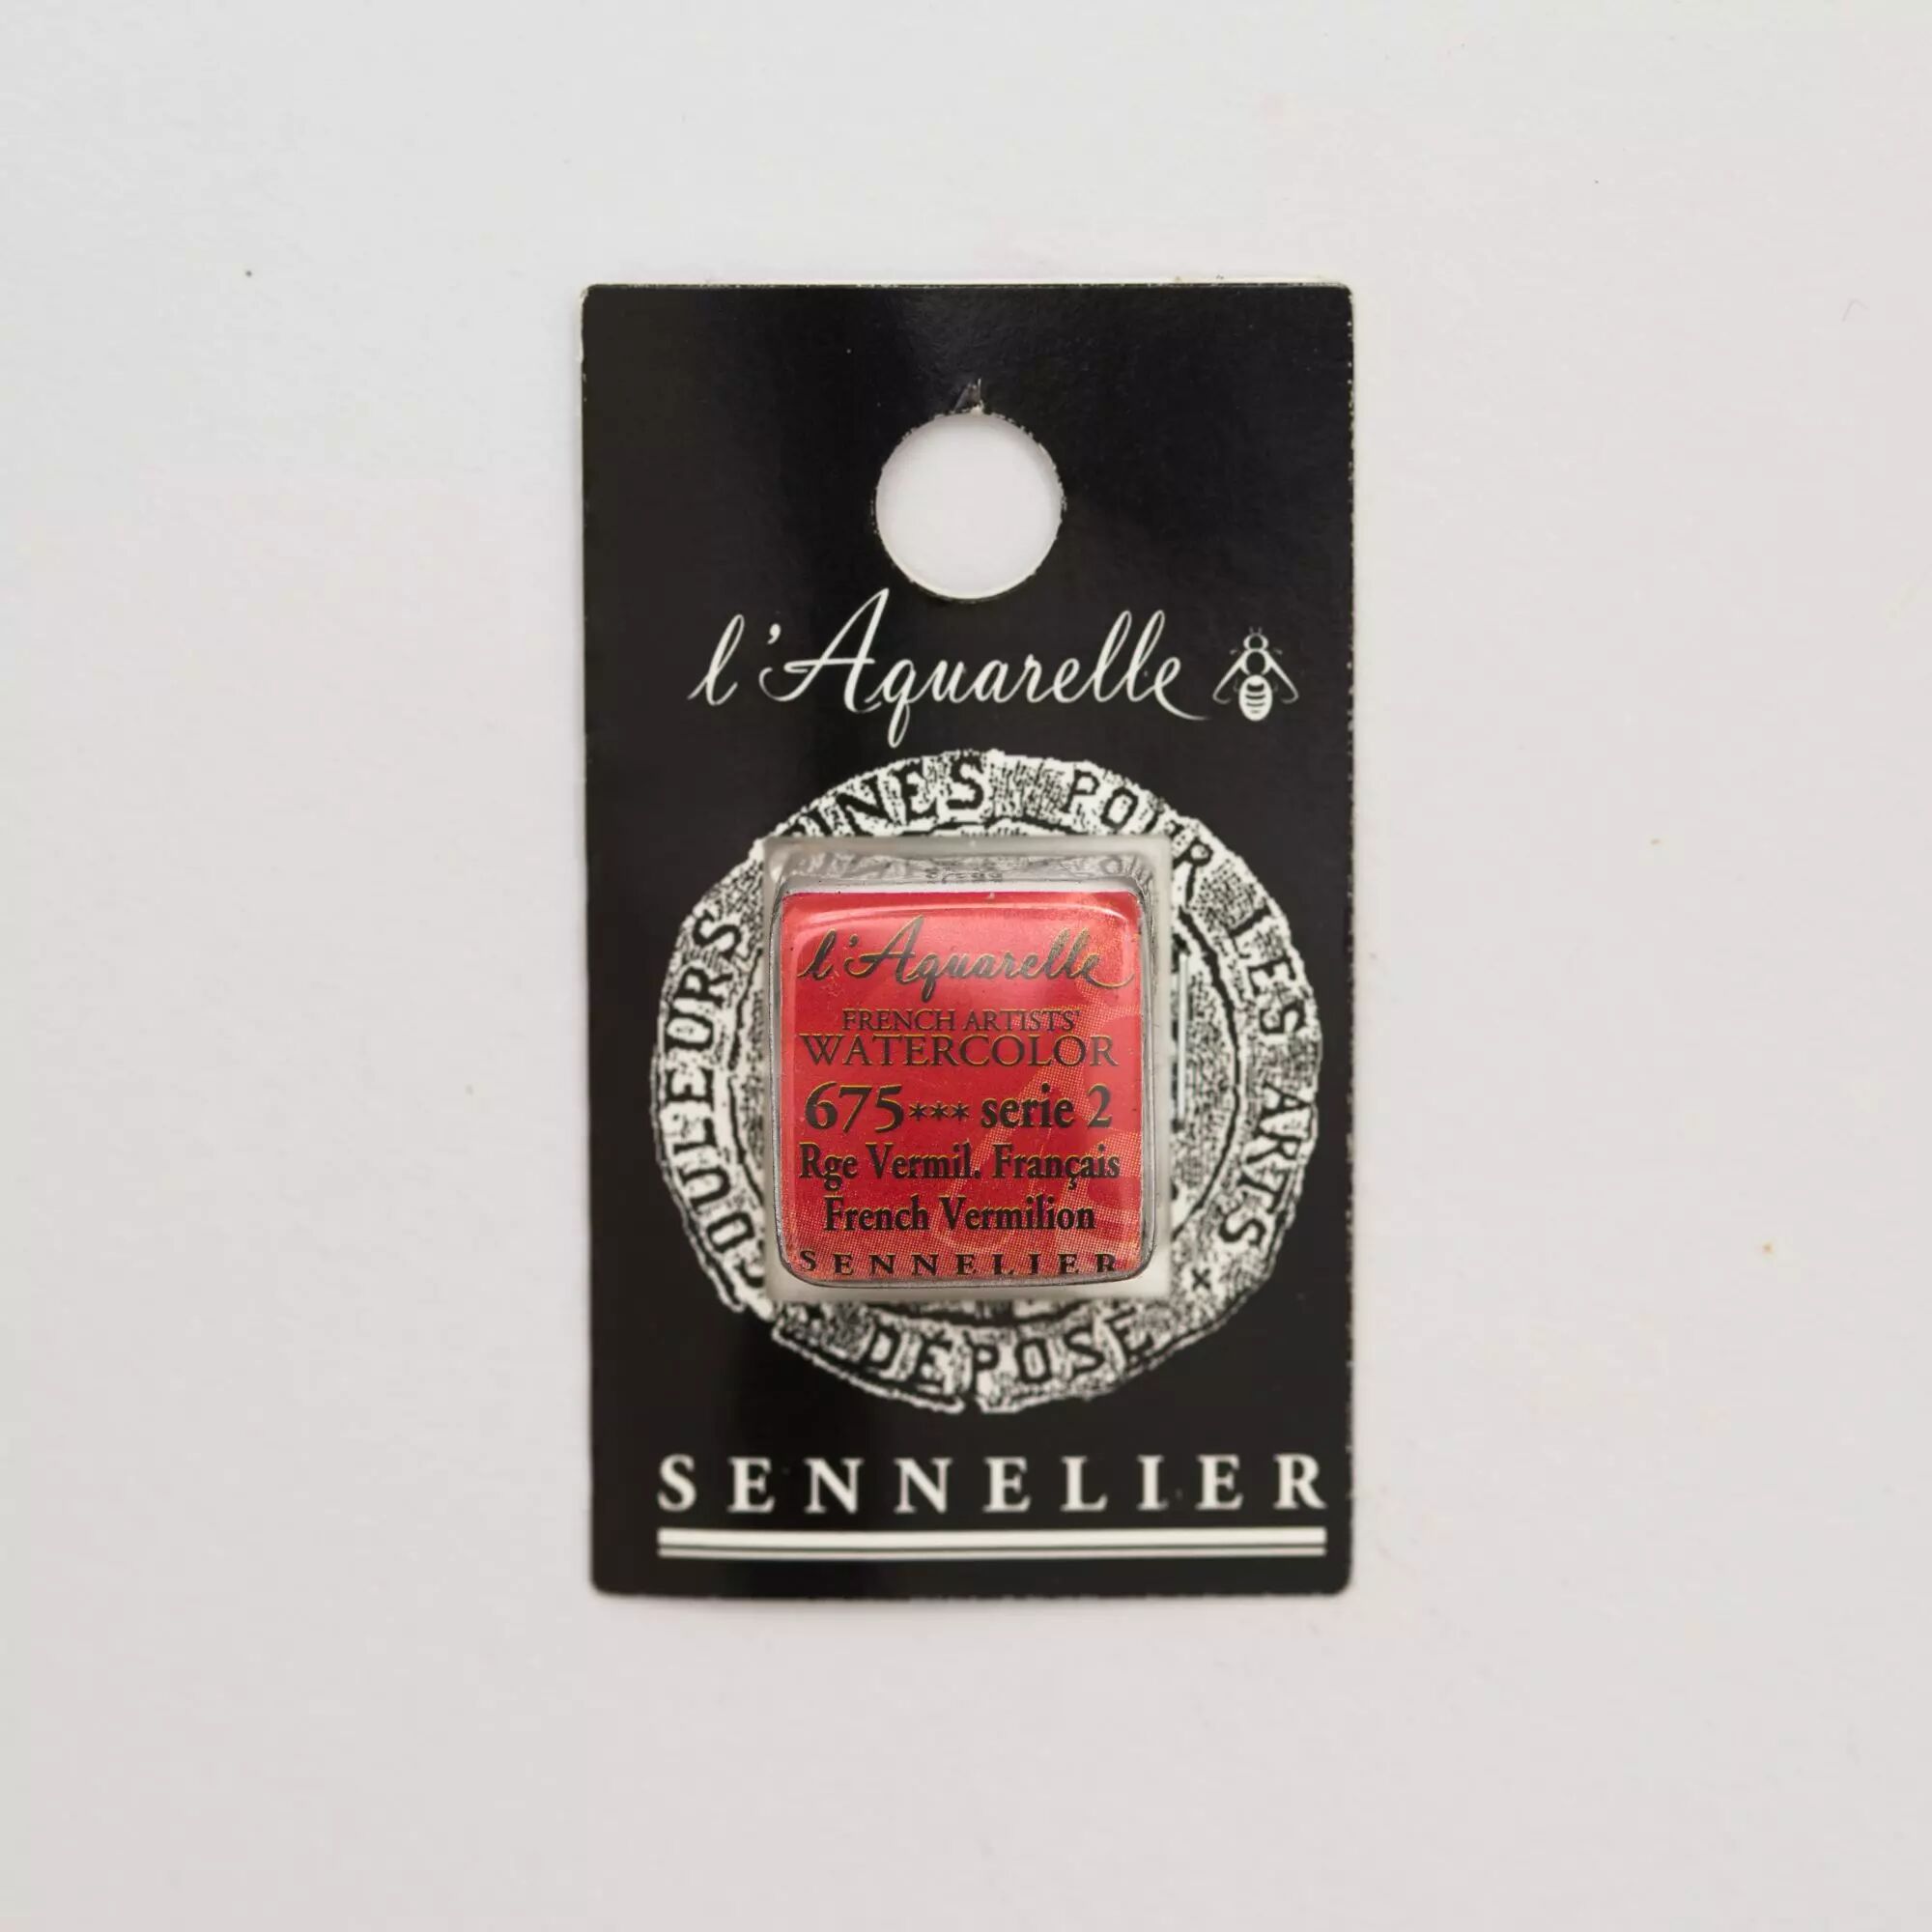 l'Aquarelle
COULEURS FINES POUR LES ARTS
l'Aquarelle
FRENCH ARTISTS'
WATERCOLOR
675*** serie 2
Rge Vermil. Français
French Vermilion
SENNELIER
DÉPOSÉ
SENNELIER